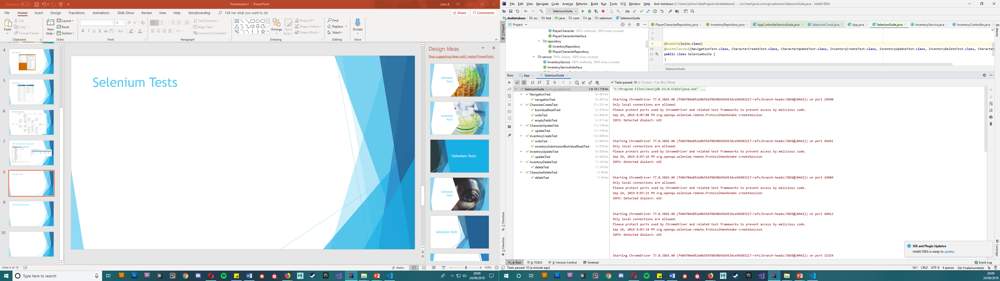 AutoSave Off
Presentation1 - PowerPoint
John B
File Home Insert Design Transitions Animations Slide Show Review View Help Storyboarding Tell me what you want to do
Share Comments
Paste
Cut
Copy
Format Painter
Clipboard
New Slide
Layout
Reset
Section
Slides
18
Font
Text Direction
Align Text
Convert to SmartArt
Paragraph
Arrange
Quick Styles
Shape Fill
Shape Outline
Shape Effects
Drawing
Find
Replace
Select
Editing
Dictate
Voice
4
My solution
5
My Solution
6
API Development
7
8
Selenium Tests
9
Code Quality Checking
10
Selenium Tests
Design Ideas
Stop suggesting ideas until I restart PowerPoint.
Selenium Tests
Selenium Tests
• Selenium Tests
Selenium Tests
Selenium Tests
Slide 8 of 10
Notes
104%
Type here to search
20:09
24/09/2019
File Edit View Navigate Code Analyze Refactor Build Run Tools VCS Window Help
dnd-database [C:\Users\johnw\IdeaProjects\dnddatabase] - ...\src\test\java\com\qa\selenium\SeleniumSuite.java - IntelliJ IDEA
SeleniumSuite
Git:
dnddatabase src test java com qa selenium SeleniumSuite
1: Project
Project
PlayerCharacter 100% methods, 100% lines covered
PlayerCharacterInterface
repository
InventoryRepository
PlayerCharacterRepository
service 100% classes, 100% lines covered
InventoryService 100% methods, 100% lines covered
InventoryServiceInterface
PlayerCharacterRepository.java InventoryRepository.java AppControllerServiceSuite.java SeleniumConst.java App.java SeleniumSuite.java InventoryService.java InventoryController.java
Maven
7
8
9 @RunWith(Suite.class)
10 @SuiteClasses({NavigationTest.class, CharacterCreateTest.class, CharacterUpdateTest.class, InventoryCreateTest.class, InventoryUpdateTest.class, InventoryDeleteTest.class, Character
11 public class SeleniumSuite {
12 }
SeleniumSuite
Run: App SeleniumSuite
Tests passed: 10 of 10 tests – 1 m 18 s 118 ms
SeleniumSuite (com.qa.selenium) 1 m 18 s 118 ms
NavigationTest 8 s 407 ms
navigationTest 8 s 407 ms
CharacterCreateTest 21 s 231 ms
boxValueResetTest 5 s 476 ms
writeTest 12 s 844 ms
emptyFieldsTest 2 s 911 ms
CharacterUpdateTest 11 s 739 ms
updateTest 11 s 739 ms
InventoryCreateTest 12 s 668 ms
writeTest 8 s 849 ms
inventorySubmissionBoxValueResetTest 3 s 819 ms
InventoryUpdateTest 9 s 924 ms
updateTest 9 s 924 ms
InventoryDeleteTest 7 s 103 ms
deleteTest 7 s 103 ms
CharacterDeleteTest 7 s 46 ms
deleteTest 7 s 46 ms
"C:\Program Files\Java\jdk-12.0.1\bin\java.exe" ...
Starting ChromeDriver 77.0.3865.40 (f484704e052e0b556f8030b65b953dce96503217-refs/branch-heads/3865@{#442}) on port 29990
Only local connections are allowed.
Please protect ports used by ChromeDriver and related test frameworks to prevent access by malicious code.
Sep 24, 2019 8:07:08 PM org.openqa.selenium.remote.ProtocolHandshake createSession
INFO: Detected dialect: W3C
Starting ChromeDriver 77.0.3865.40 (f484704e052e0b556f8030b65b953dce96503217-refs/branch-heads/3865@{#442}) on port 45441
Only local connections are allowed.
Please protect ports used by ChromeDriver and related test frameworks to prevent access by malicious code.
Sep 24, 2019 8:07:16 PM org.openqa.selenium.remote.ProtocolHandshake createSession
INFO: Detected dialect: W3C
Starting ChromeDriver 77.0.3865.40 (f484704e052e0b556f8030b65b953dce96503217-refs/branch-heads/3865@{#442}) on port 24804
Only local connections are allowed.
Please protect ports used by ChromeDriver and related test frameworks to prevent access by malicious code.
Sep 24, 2019 8:07:21 PM org.openqa.selenium.remote.ProtocolHandshake createSession
INFO: Detected dialect: W3C
Starting ChromeDriver 77.0.3865.40 (f484704e052e0b556f8030b65b953dce96503217-refs/branch-heads/3865@{#442}) on port 46012
Only local connections are allowed.
Please protect ports used by ChromeDriver and related test frameworks to prevent access by malicious code.
Sep 24, 2019 8:07:34 PM org.openqa.selenium.remote.ProtocolHandshake createSession
INFO: Detected dialect: W3C
Starting ChromeDriver 77.0.3865.40 (f484704e052e0b556f8030b65b953dce96503217-refs/branch-heads/3865@{#442}) on port 32324
7: Structure
2: Favorites
Coverage
IDE and Plugin Updates
IntelliJ IDEA is ready to update.
4: Run 6: TODO 9: Version Control Terminal
1 Event Log
Tests passed: 10 (a minute ago)
16:1 CRLF UTF-8 4 spaces Git: f/seleniumtests
20:09
24/09/2019